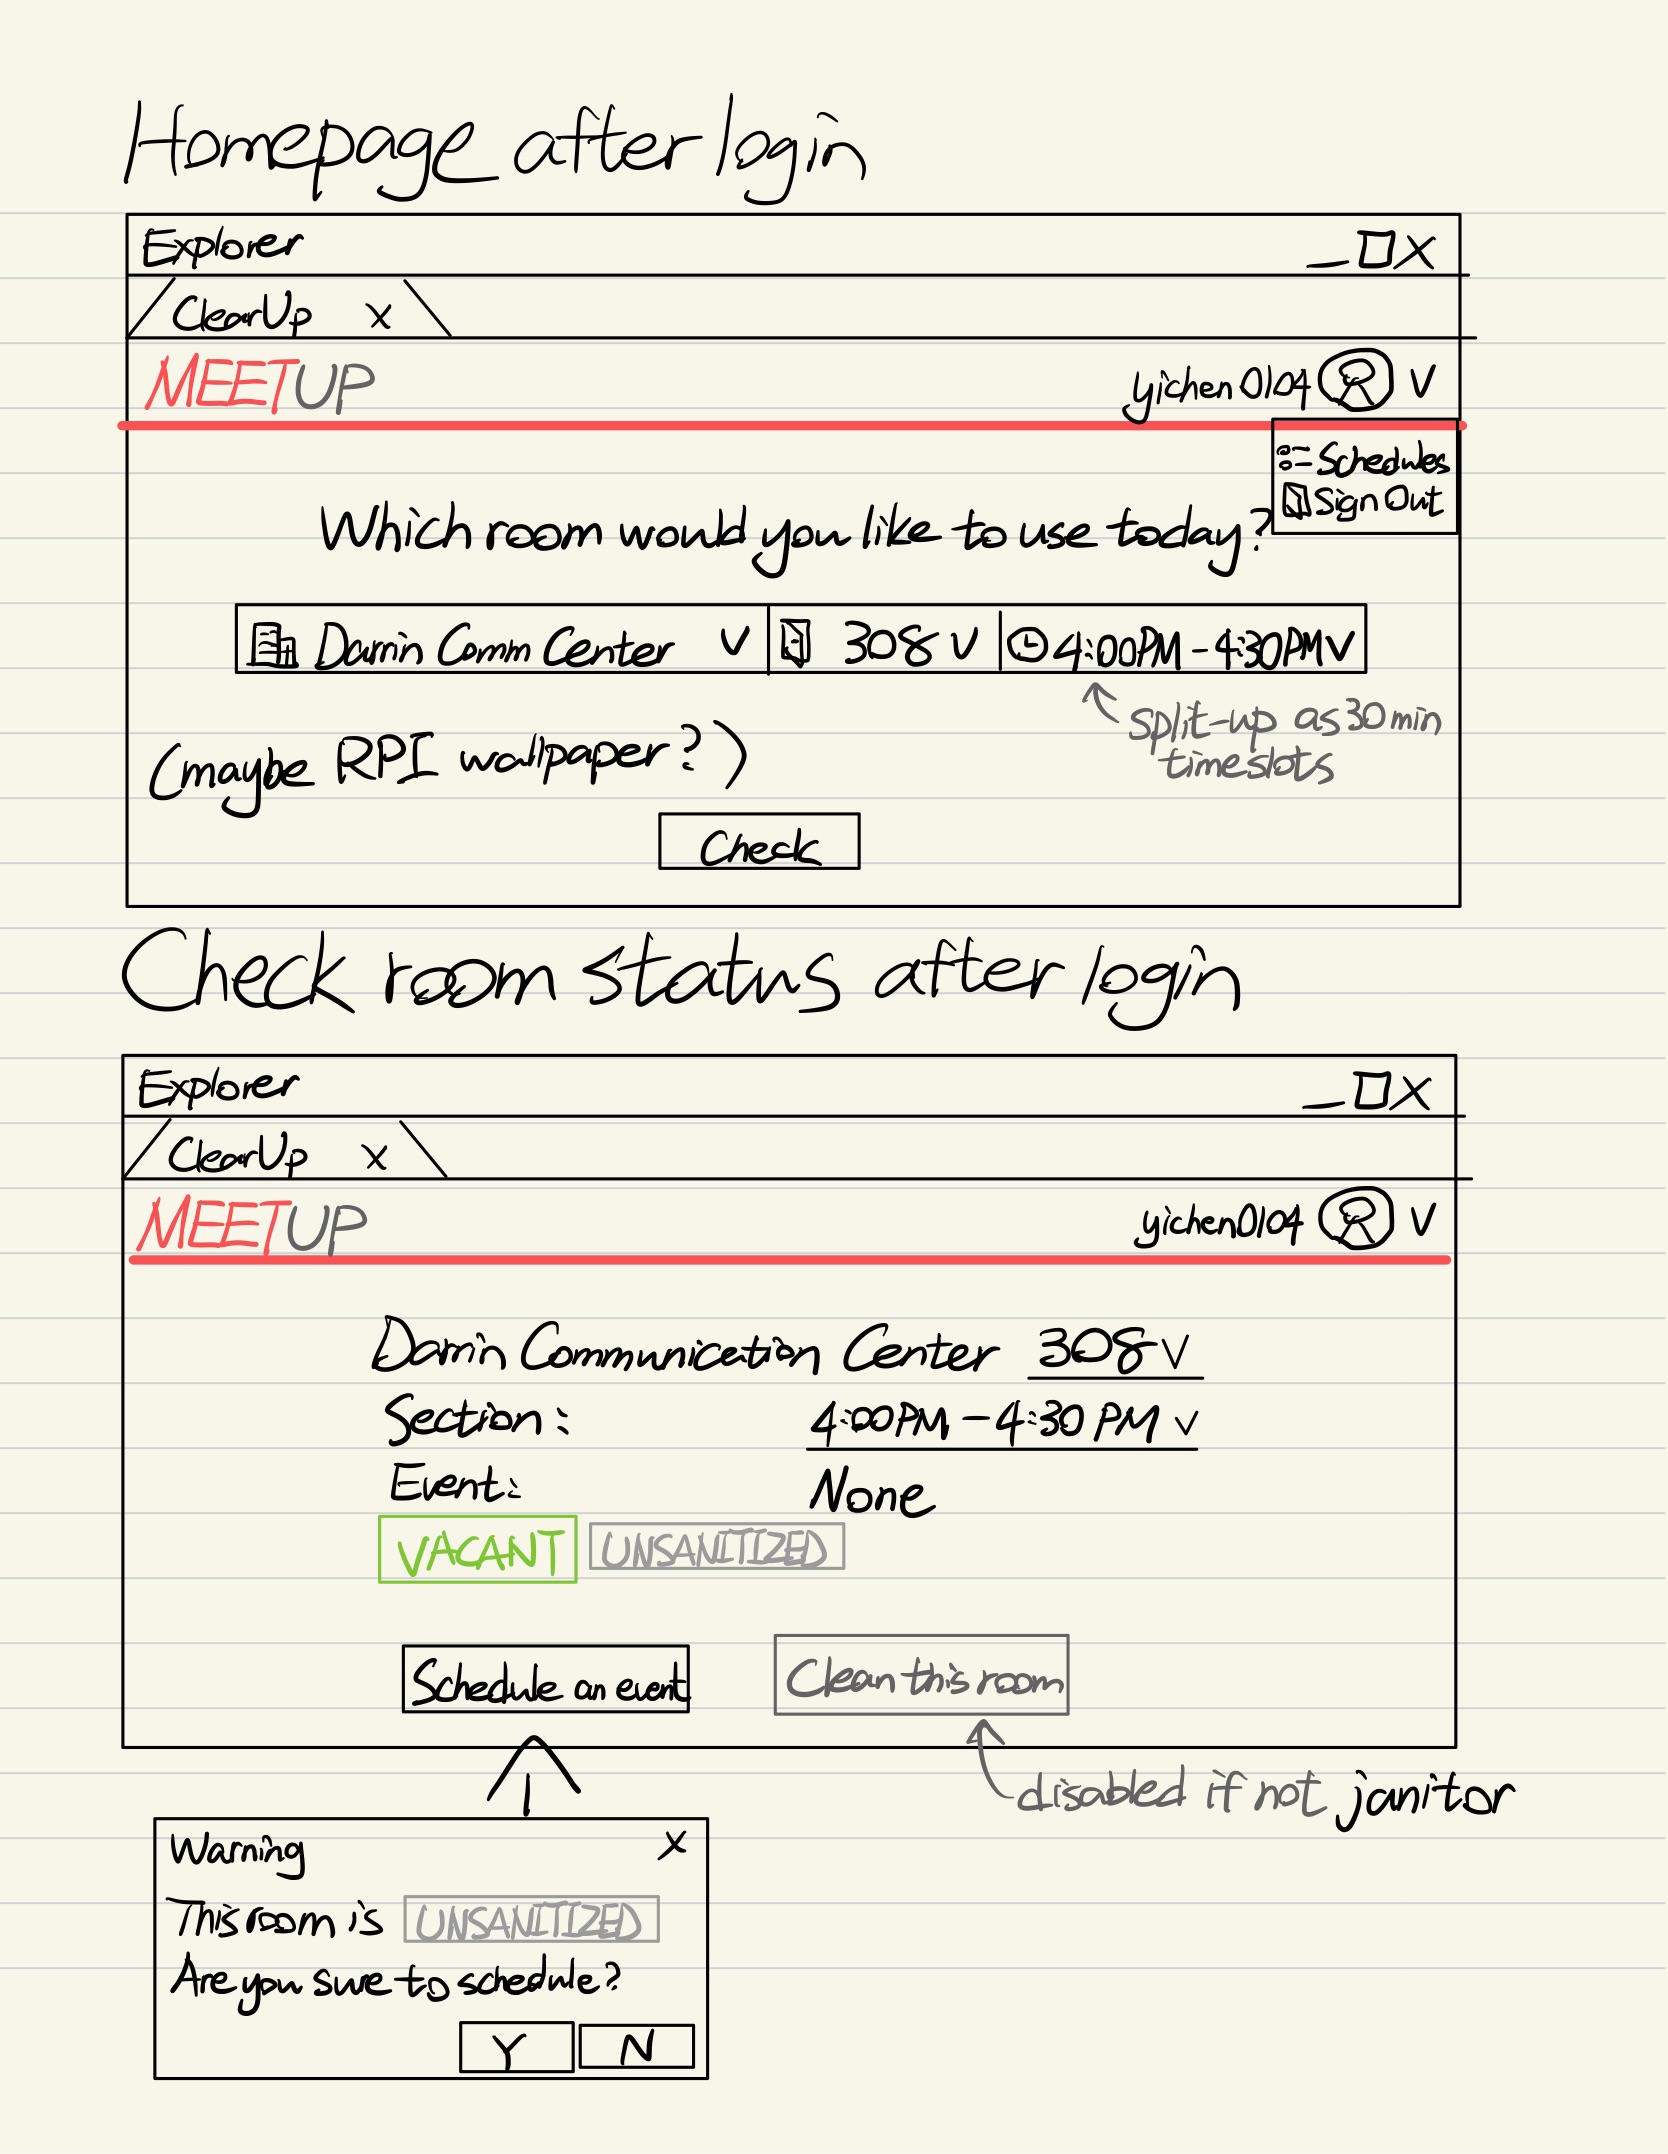 Homepage after login
Explorer
ClearUp x
MEETUP yichen0104
Schedules
Sign Out
Which room would you like to use today?
Darrin Comm Center 308 4:00PM-4:30PM
split-up as 30 min
timeslots
(maybe RPI wallpaper?)
Check
Check room status after login
Explorer
ClearUp x
MEETUP yichen0104
Darrin Communication Center 308
Section: 4:00PM-4:30PM
Event: None
VACANT UNSANITIZED
Schedule an event Clean this room
disabled if not janitor
Warning X
This room is UNSANITIZED
Are you sure to schedule?
Y N